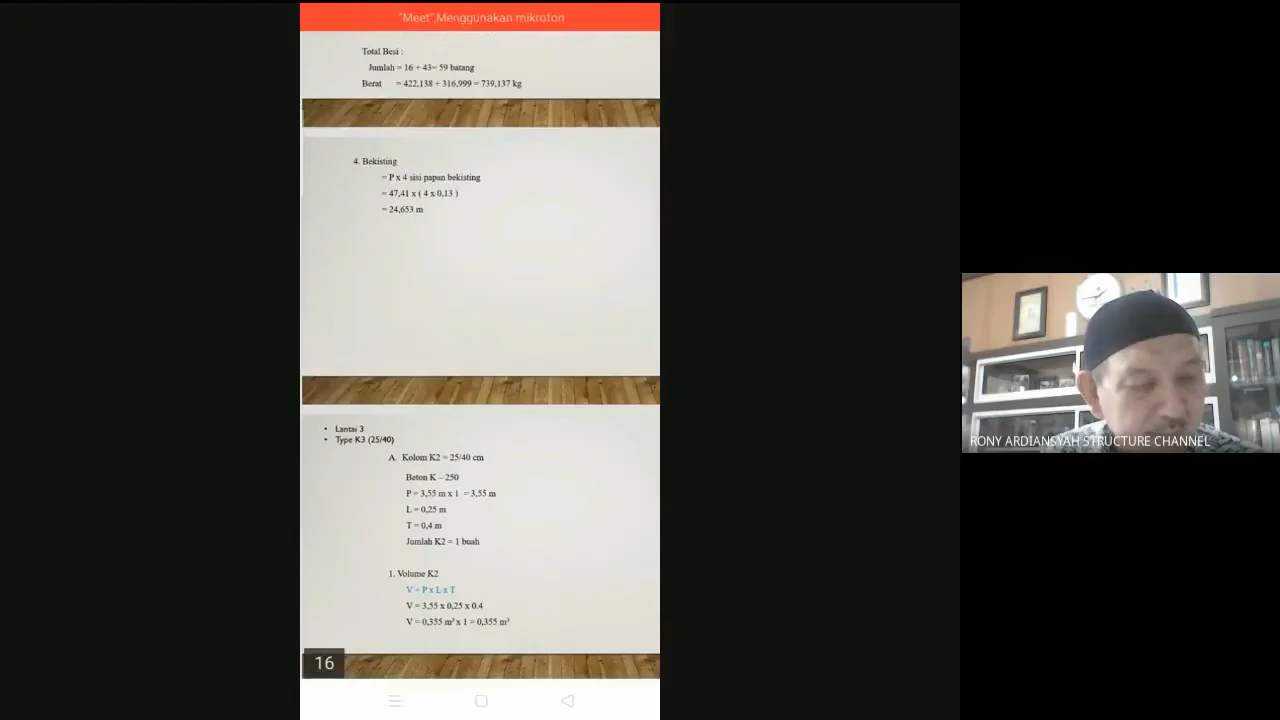 "Meet",Menggunakan mikrofon
Total Besi :
Jumlah = 16 + 43= 59 batang
Berat = 422,138 + 316,999 = 739,137 kg
4. Bekisting
= P x 4 sisi papan bekisting
= 47,41 x ( 4 x 0,13 )
= 24,653 m
• Lantai 3
• Type K3 (25/40)
A. Kolom K2 = 25/40 cm
Beton K – 250
P = 3,55 m x 1 = 3,55 m
L = 0,25 m
T = 0,4 m
Jumlah K2 = 1 buah
1. Volume K2
V = P x L x T
V = 3,55 x 0,25 x 0.4
V = 0,355 m³ x 1 = 0,355 m³
16
RONY ARDIANSYAH STRUCTURE CHANNEL